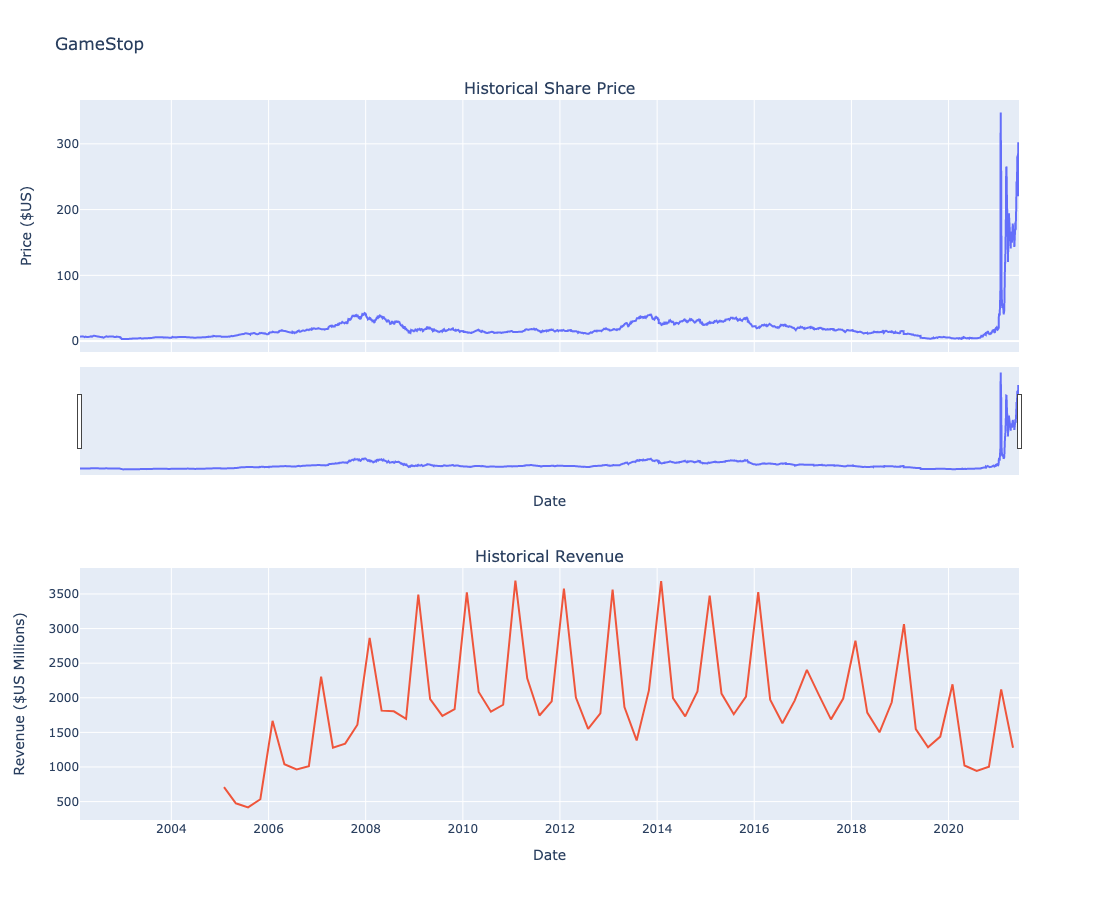 GameStop
Historical Share Price
300
200
100
0
Price ($US)
Date
Historical Revenue
3500
3000
2500
2000
1500
1000
500
Revenue ($US Millions)
2004 2006 2008 2010 2012 2014 2016 2018 2020
Date